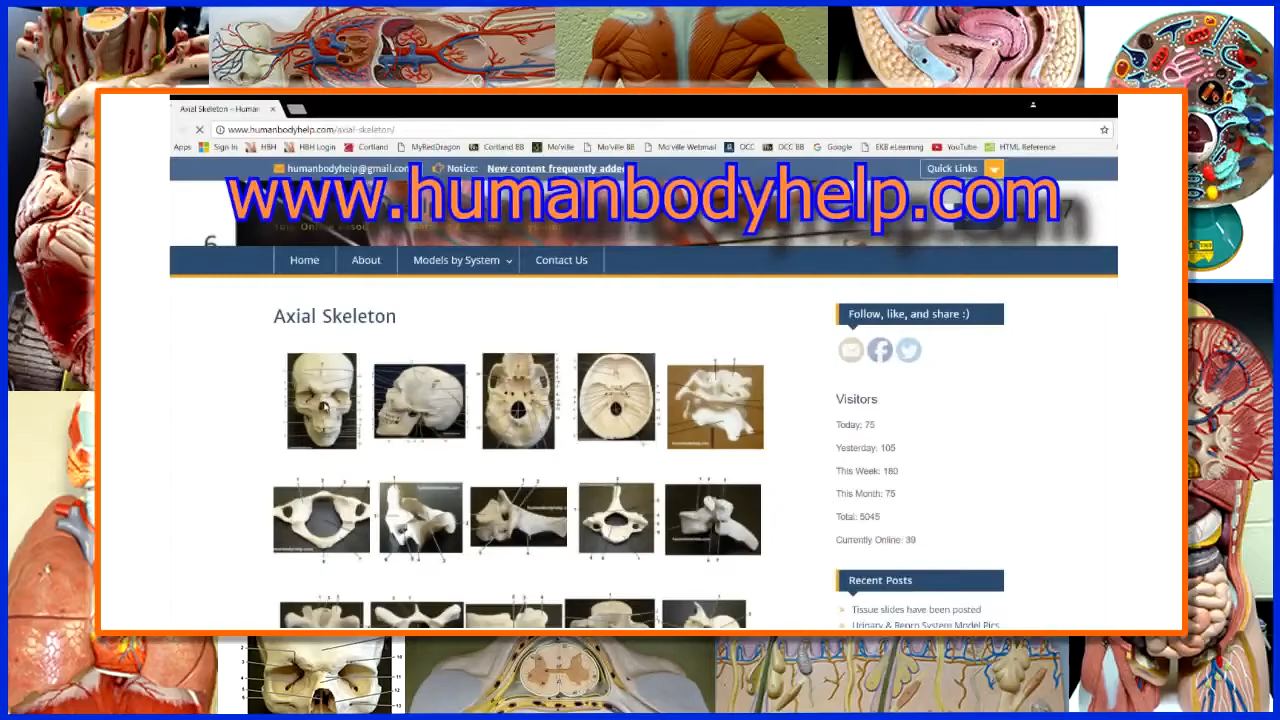 Axial Skeleton – Human
www.humanbodyhelp.com/axial-skeleton/
Apps Sign In HBH HBH Login Cortland MyRedDragon Cortland BB Mo'ville Mo'ville BB Mo'ville Webmail OCC OCC BB Google EKB eLearning YouTube HTML Reference
humanbodyhelp@gmail.com Notice: New content frequently added Quick Links
www.humanbodyhelp.com
Home About Models by System Contact Us
Axial Skeleton
Follow, like, and share :)
Visitors
Today: 75
Yesterday: 105
This Week: 180
This Month: 75
Total: 5045
Currently Online: 39
Recent Posts
Tissue slides have been posted
Urinary & Repro System Model Pics